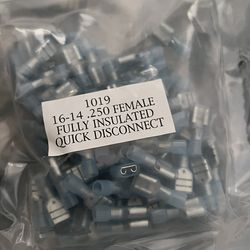 1019
16-14 .250 FEMALE
FULLY INSULATED
QUICK DISCONNECT